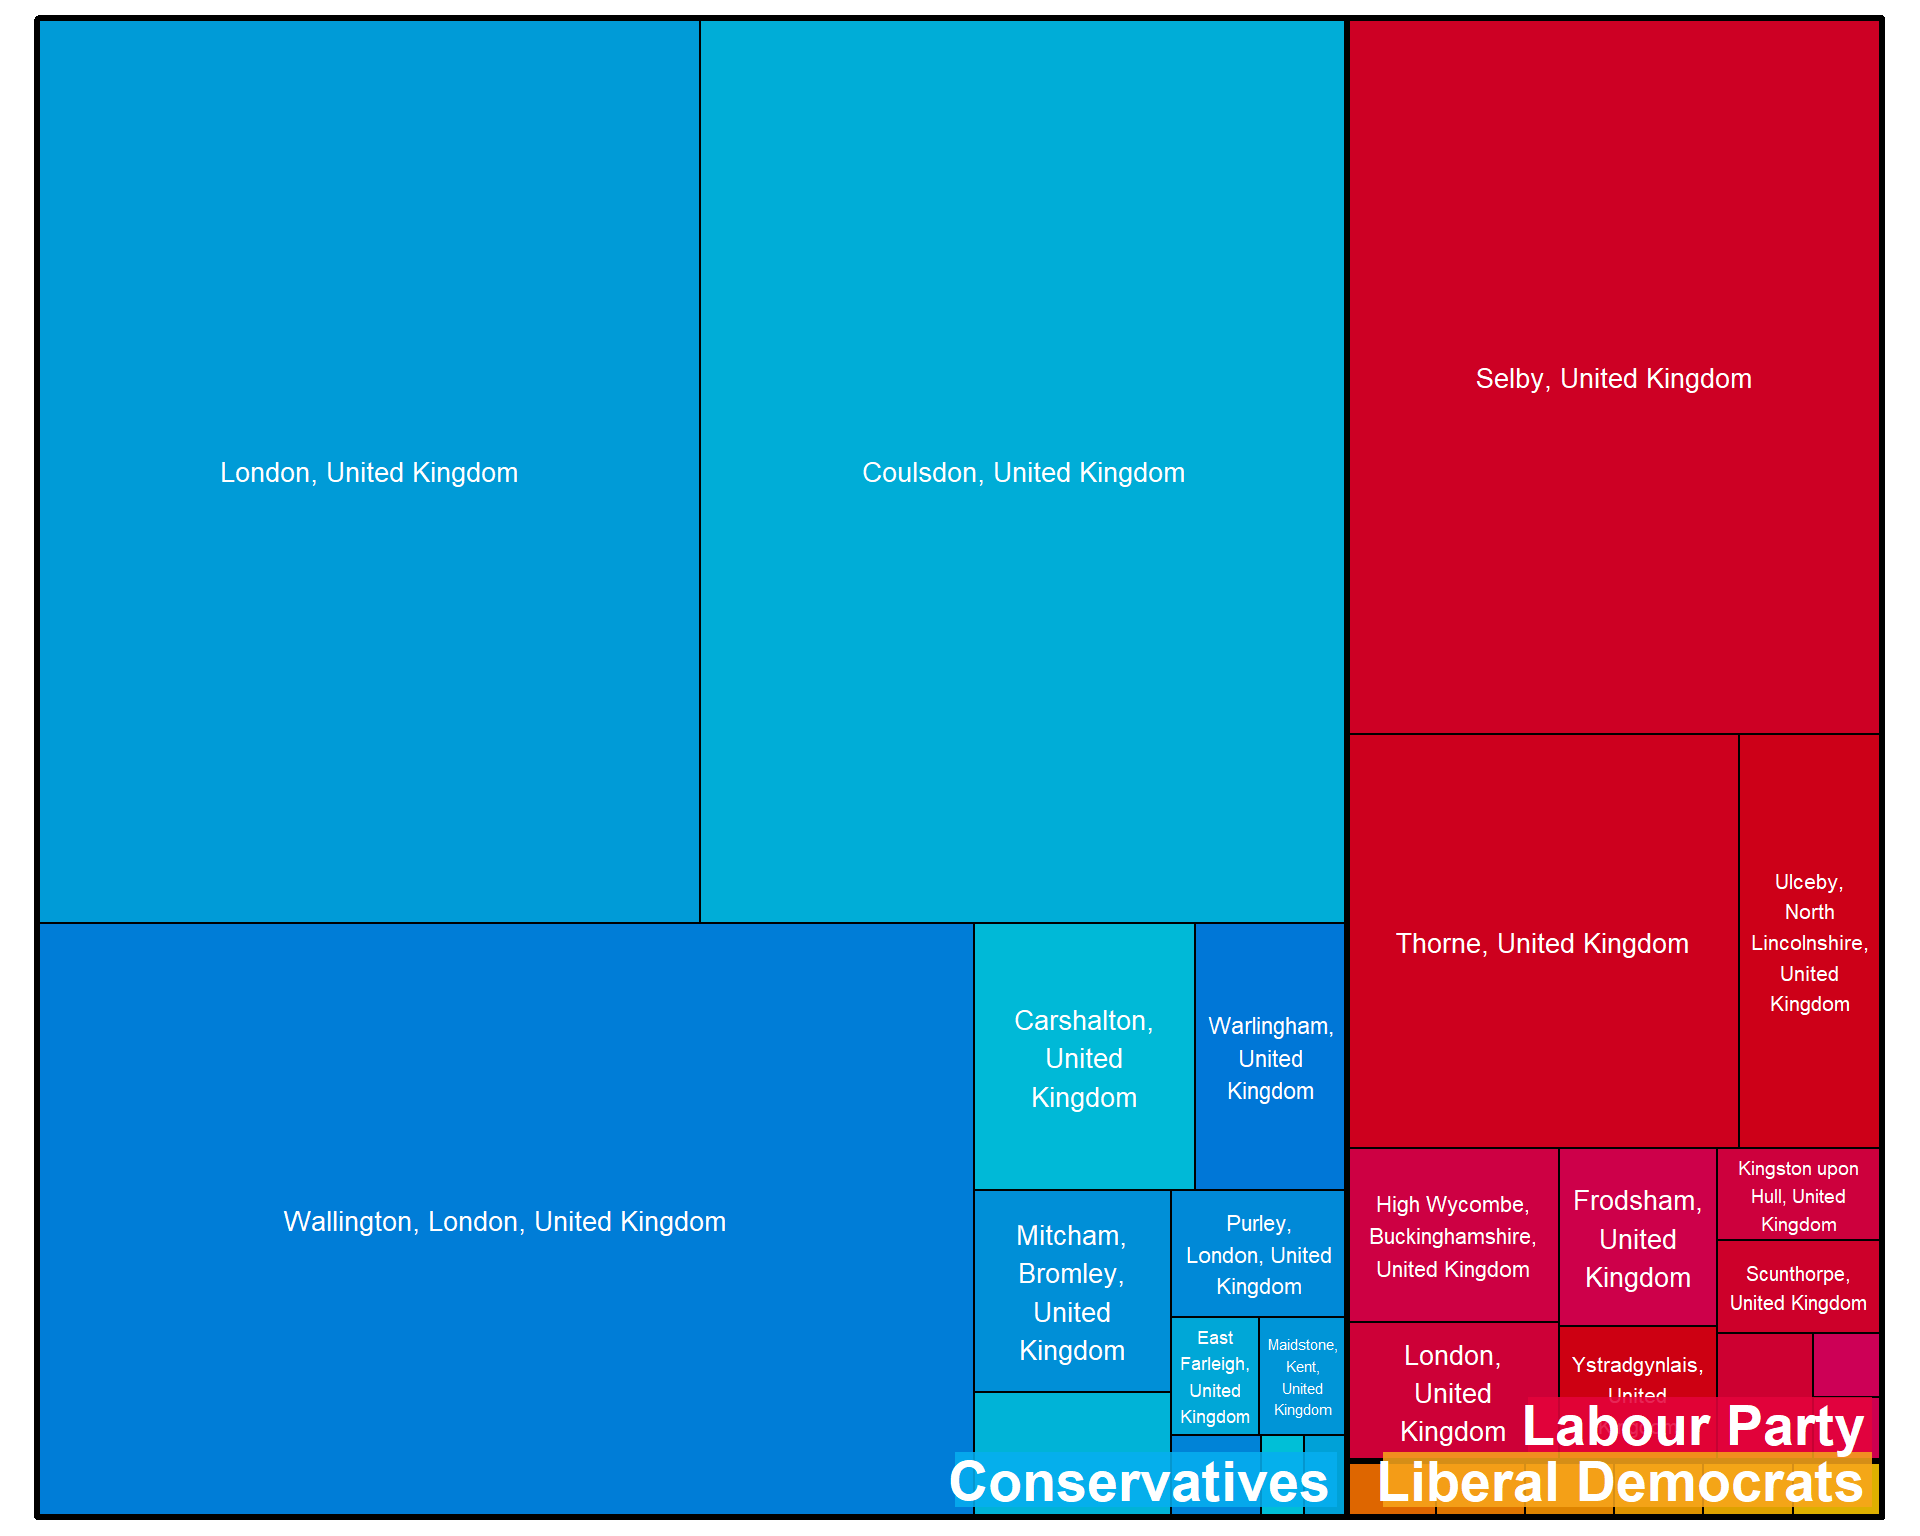 London, United Kingdom
Coulsdon, United Kingdom
Selby, United Kingdom
Thorne, United Kingdom
Ulceby,
North
Lincolnshire,
United
Kingdom
Wallington, London, United Kingdom
Carshalton,
United
Kingdom
Warlingham,
United
Kingdom
Mitcham,
Bromley,
United
Kingdom
Purley,
London, United
Kingdom
East
Farleigh,
United
Kingdom
Maidstone,
Kent,
United
Kingdom
High Wycombe,
Buckinghamshire,
United Kingdom
Frodsham,
United
Kingdom
Kingston upon
Hull, United
Kingdom
Scunthorpe,
United Kingdom
London,
United
Kingdom
Ystradgynlais,
United
Labour Party
Conservatives
Liberal Democrats